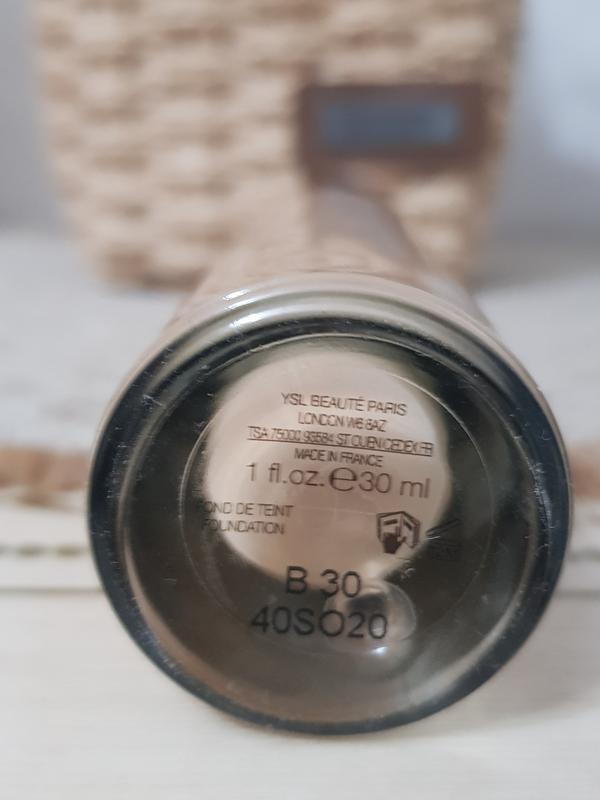 YSL BEAUTÉ PARIS
LONDON W6 8AZ
TSA 75000 93584 ST OUEN CEDEX FR
MADE IN FRANCE
1 fl.oz. e 30 ml
FOND DE TEINT
FOUNDATION
B 30
40SO20